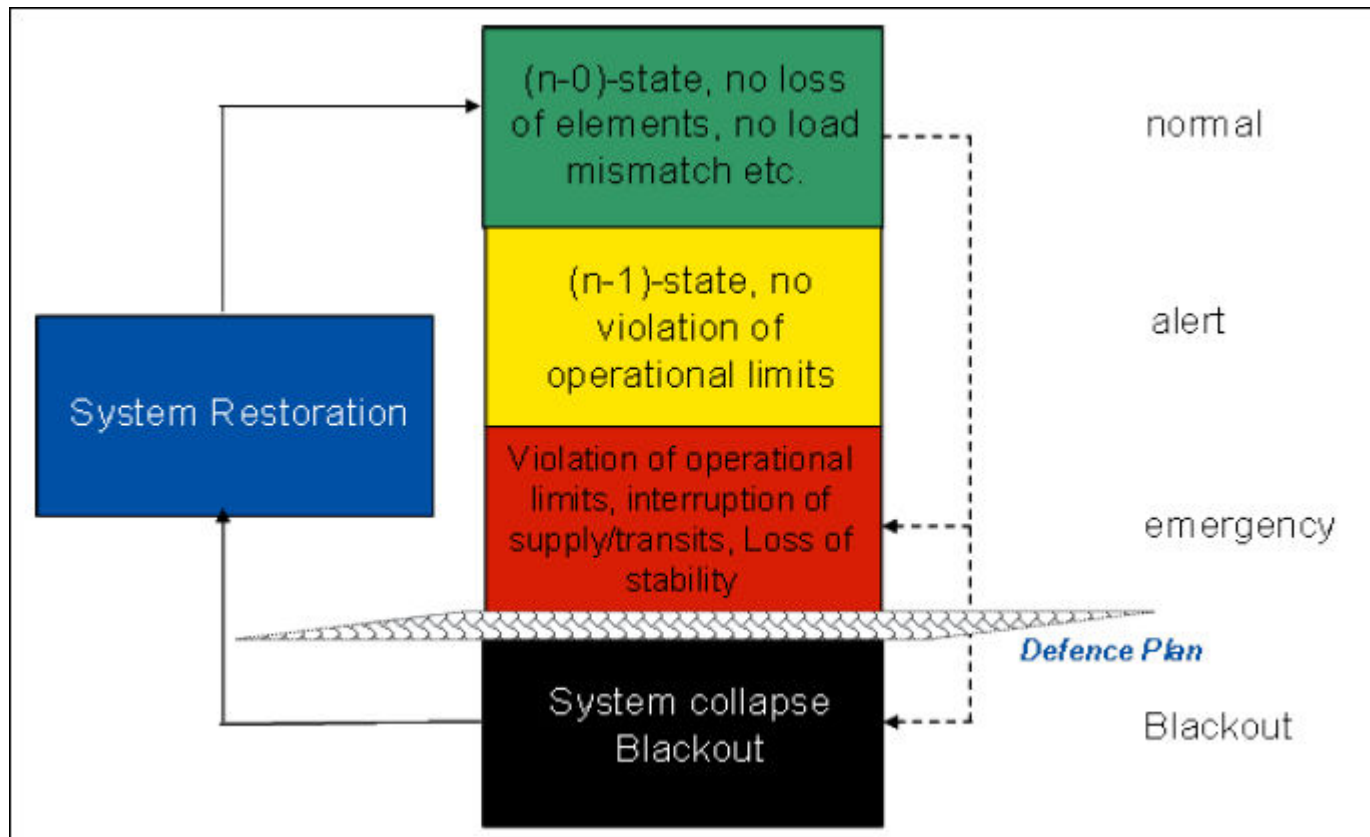 (n-0)-state, no loss
of elements, no load
mismatch etc.
normal
(n-1)-state, no
violation of
operational limits
alert
System Restoration
Violation of operational
limits, interruption of
supply/transits, Loss of
stability
emergency
Defence Plan
System collapse
Blackout
Blackout